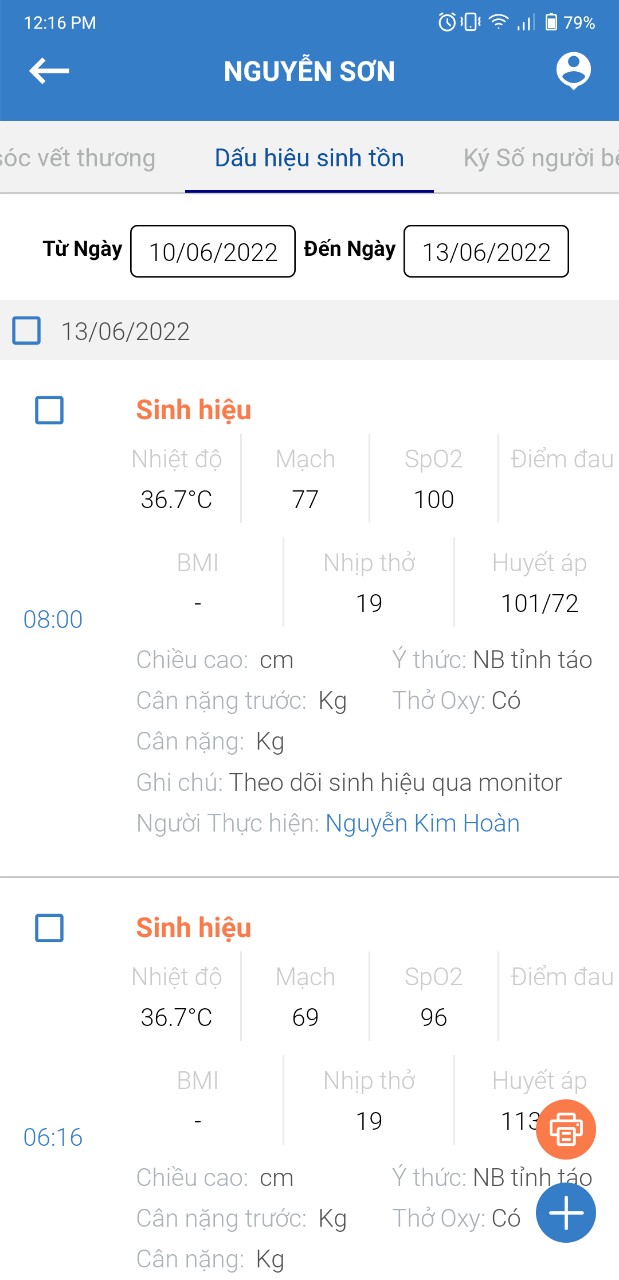 12:16 PM 79%
NGUYỄN SƠN
sóc vết thương Dấu hiệu sinh tồn Ký Số người bệ
Từ Ngày 10/06/2022 Đến Ngày 13/06/2022
13/06/2022
Sinh hiệu
Nhiệt độ Mạch SpO2 Điểm đau
36.7°C 77 100
BMI Nhịp thở Huyết áp
- 19 101/72
08:00
Chiều cao: cm Ý thức: NB tỉnh táo
Cân nặng trước: Kg Thở Oxy: Có
Cân nặng: Kg
Ghi chú: Theo dõi sinh hiệu qua monitor
Người Thực hiện: Nguyễn Kim Hoàn
Sinh hiệu
Nhiệt độ Mạch SpO2 Điểm đau
36.7°C 69 96
BMI Nhịp thở Huyết áp
- 19 113
06:16
Chiều cao: cm Ý thức: NB tỉnh táo
Cân nặng trước: Kg Thở Oxy: Có
Cân nặng: Kg